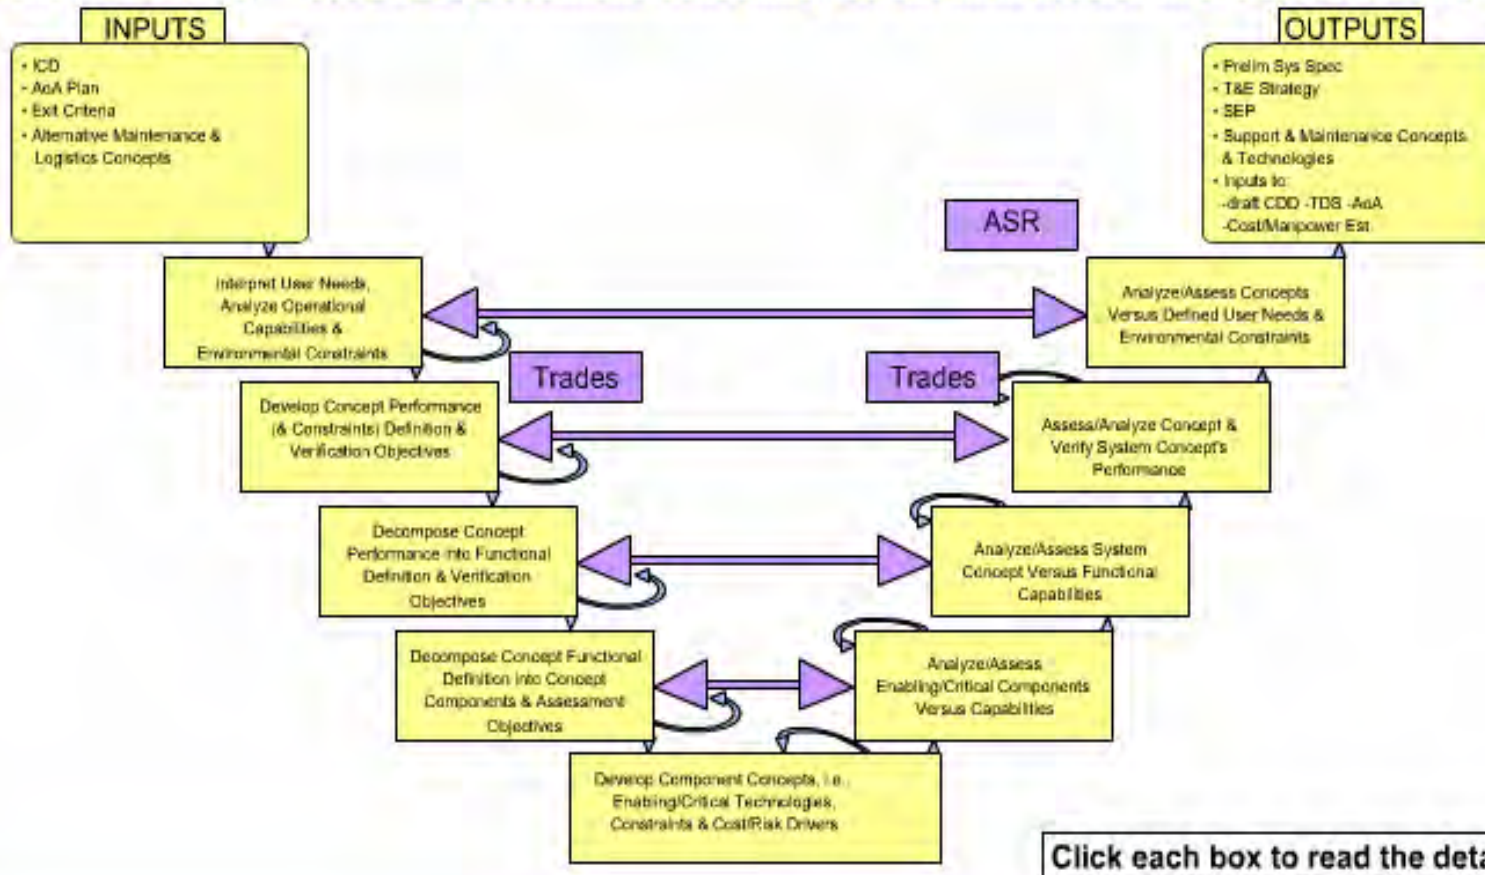 INPUTS
• ICD
• AoA Plan
• Exit Criteria
• Alternative Maintenance &
Logistics Concepts
OUTPUTS
• Prelim Sys Spec
• T&E Strategy
• SEP
• Support & Maintenance Concepts
& Technologies
• Inputs to:
-draft CDD -TDS -AoA
-Cost/Manpower Est.
ASR
Interpret User Needs,
Analyze Operational
Capabilities &
Environmental Constraints
Analyze/Assess Concepts
Versus Defined User Needs &
Environmental Constraints
Trades
Trades
Develop Concept Performance
(& Constraints) Definition &
Verification Objectives
Assess/Analyze Concept &
Verify System Concept's
Performance
Decompose Concept
Performance into Functional
Definition & Verification
Objectives
Analyze/Assess System
Concept Versus Functional
Capabilities
Decompose Concept Functional
Definition into Concept
Components & Assessment
Objectives
Analyze/Assess
Enabling/Critical Components
Versus Capabilities
Develop Component Concepts, i.e.,
Enabling/Critical Technologies,
Constraints & Cost/Risk Drivers
Click each box to read the deta